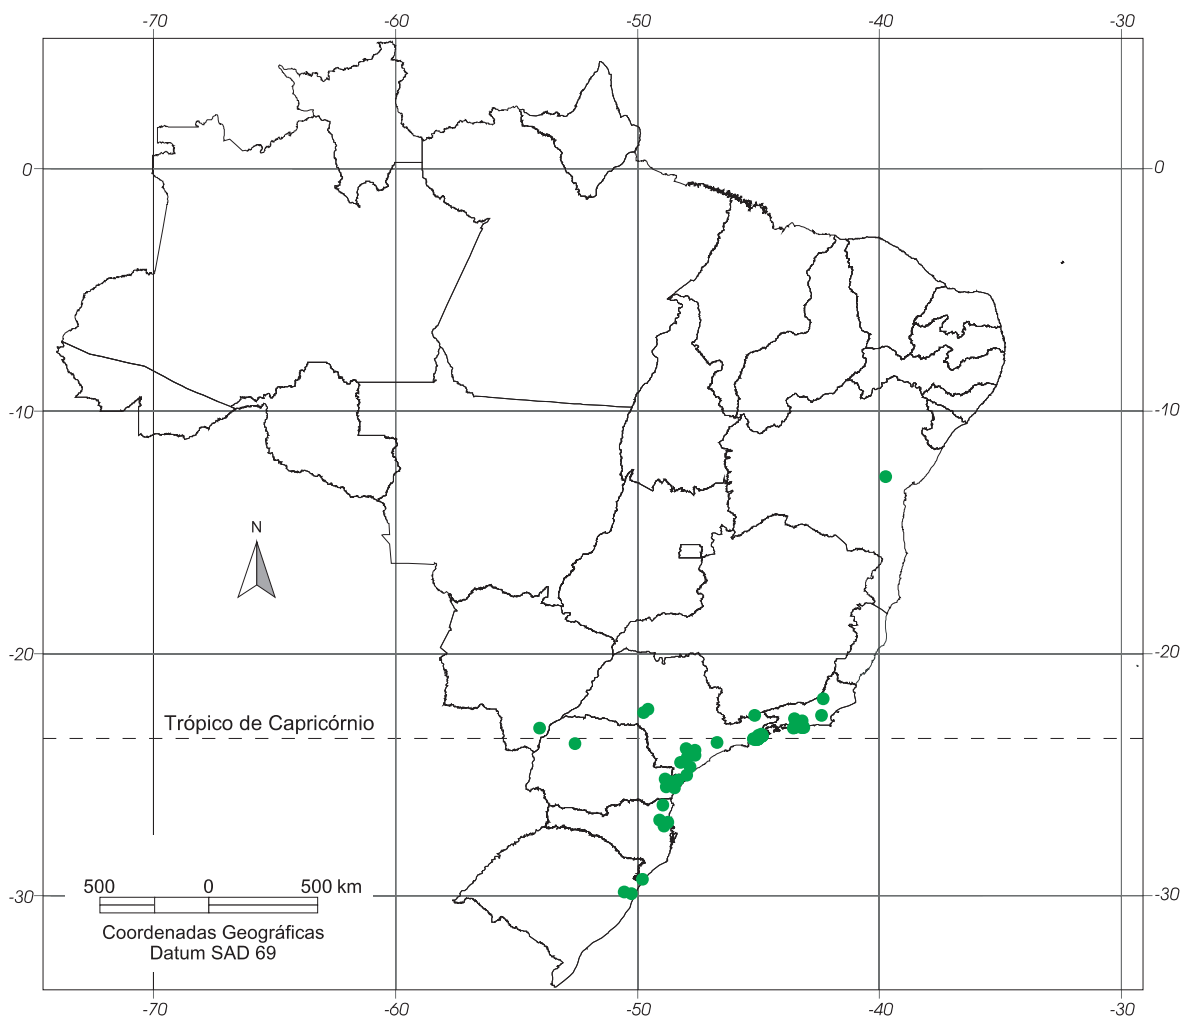 -70 -60 -50 -40 -30
0 0
-10 -10
N
-20 -20
Trópico de Capricórnio
500 0 500 km
-30 -30
Coordenadas Geográficas
Datum SAD 69
-70 -60 -50 -40 -30